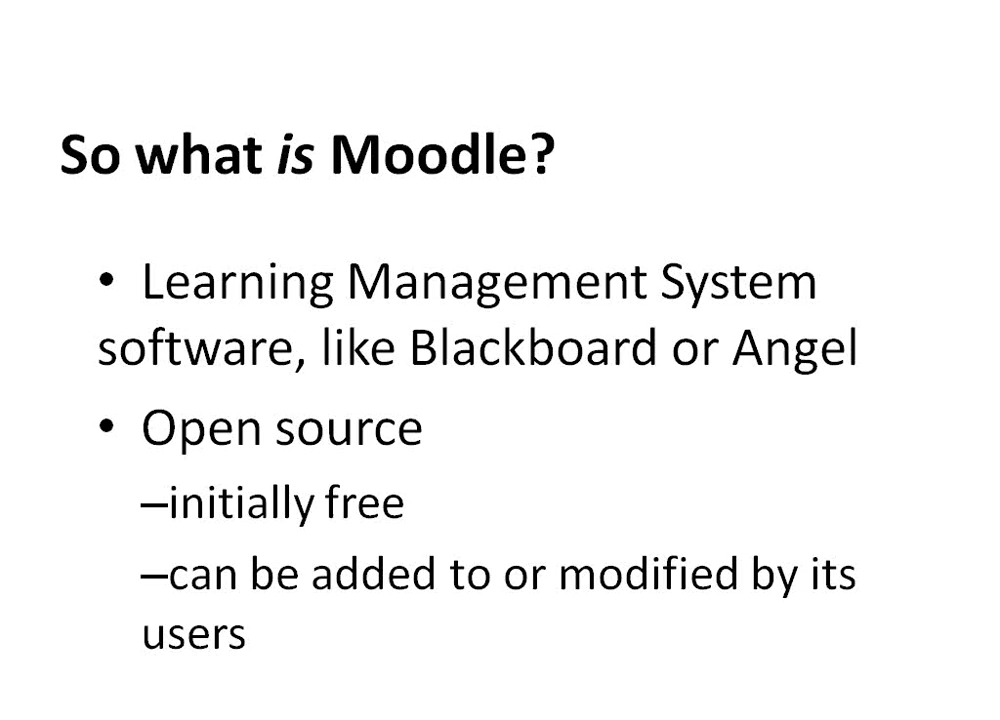 So what is Moodle?
• Learning Management System
software, like Blackboard or Angel
• Open source
–initially free
–can be added to or modified by its
users